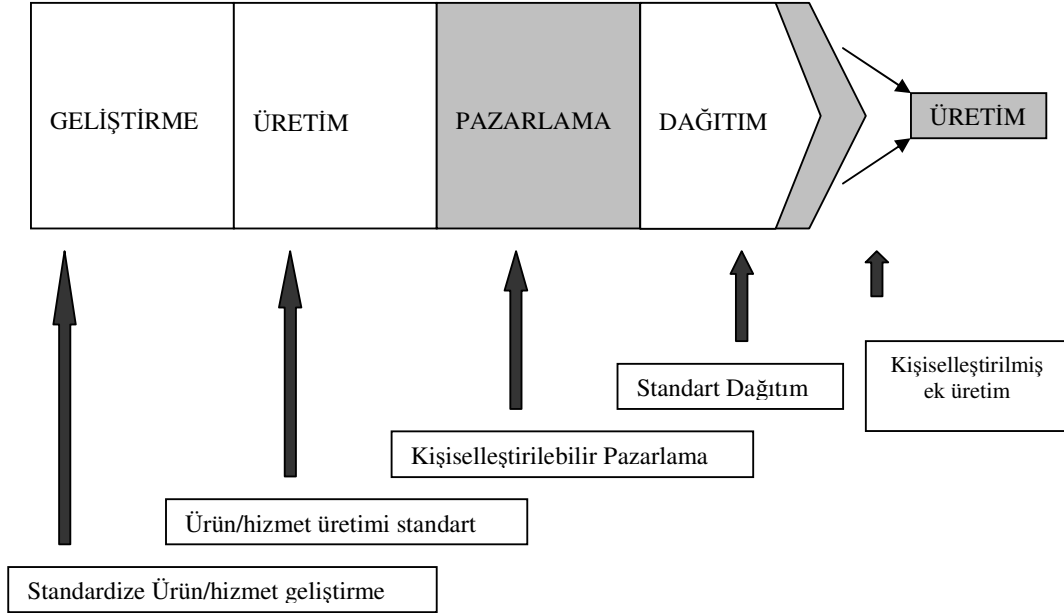 GELİŞTİRME
ÜRETİM
PAZARLAMA
DAĞITIM
ÜRETİM
Kişiselleştirilmiş
ek üretim
Standart Dağıtım
Kişiselleştirilebilir Pazarlama
Ürün/hizmet üretimi standart
Standardize Ürün/hizmet geliştirme